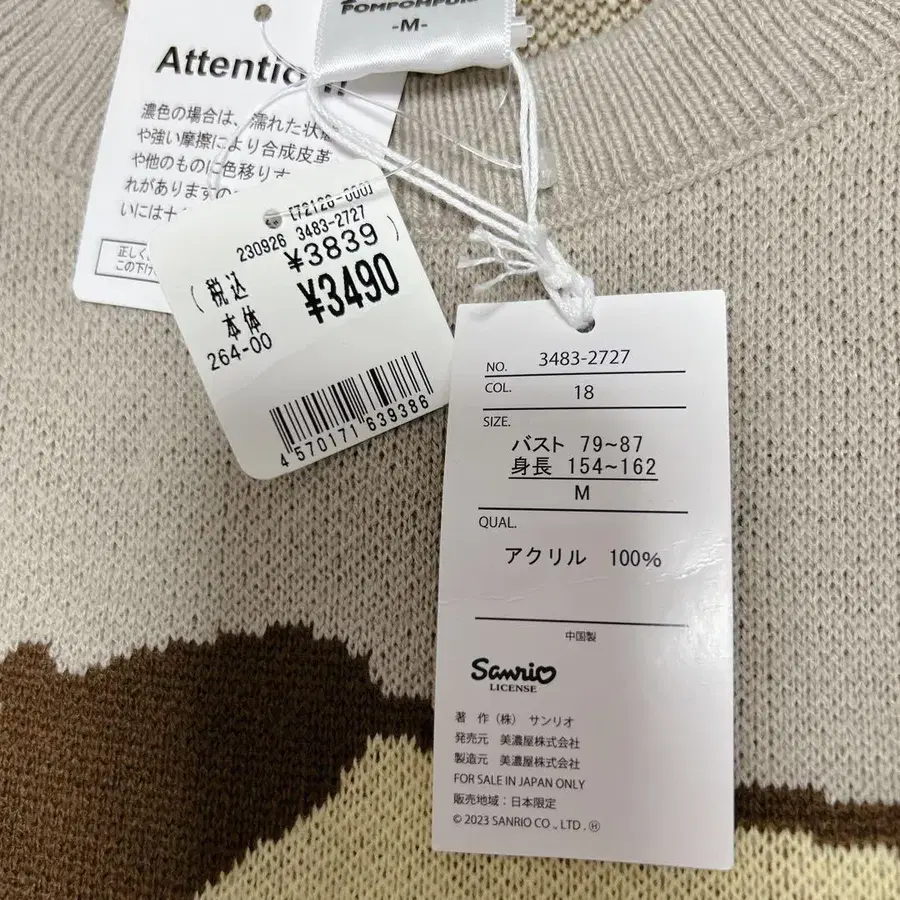 POMPOMPURIN
-M-
Attention!!
濃色の場合は、濡れた状態
や強い摩擦により合成皮革
や他のものに色移りす
れがありますので
いには十
正しく
この下げ
[72126-000]
230926 3483-2727
(税込 ¥3839)
本体 ¥3490
264-00
4 570171 639386
NO. 3483-2727
COL. 18
SIZE.
バスト 79~87
身長 154~162
M
QUAL.
アクリル 100%
中国製
Sanrio
LICENSE
著 作(株) サンリオ
発売元 美濃屋株式会社
製造元 美濃屋株式会社
FOR SALE IN JAPAN ONLY
販売地域:日本限定
© 2023 SANRIO CO., LTD. Ⓗ